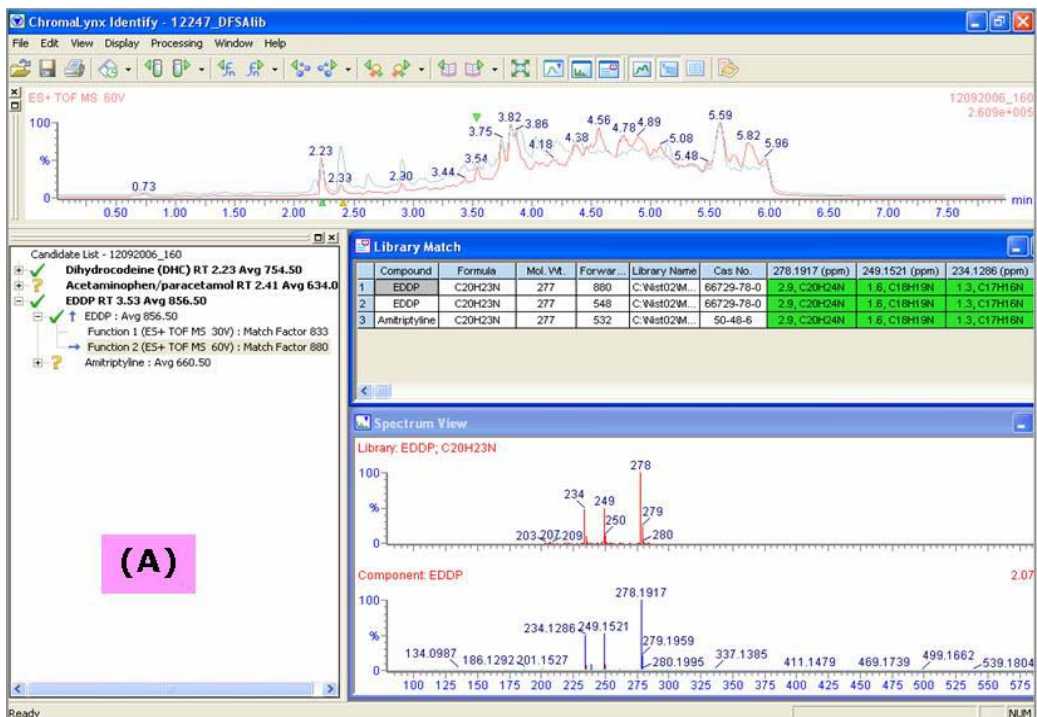 ChromaLynx Identify - 12247_DFSAlib
File Edit View Display Processing Window Help
ES+ TOF MS 60V
12092006_160
2.609e+005
100
%
0
0.73
2.23
2.33
2.30
3.44
3.54
3.75
3.82
3.86
4.18
4.38
4.56
4.78
4.89
5.08
5.48
5.59
5.82
5.96
0.50 1.00 1.50 2.00 2.50 3.00 3.50 4.00 4.50 5.00 5.50 6.00 6.50 7.00 7.50 min
Candidate List - 12092006_160
Dihydrocodeine (DHC) RT 2.23 Avg 754.50
Acetaminophen/paracetamol RT 2.41 Avg 634.0
EDDP RT 3.53 Avg 856.50
EDDP : Avg 856.50
Function 1 (ES+ TOF MS 30V) : Match Factor 833
Function 2 (ES+ TOF MS 60V) : Match Factor 880
Amitriptyline : Avg 660.50
(A)
Library Match
Compound Formula Mol. Wt. Forwar... Library Name Cas No. 278.1917 (ppm) 249.1521 (ppm) 234.1286 (ppm)
1 EDDP C20H23N 277 880 C:\Nist02\M... 66729-78-0 2.9, C20H24N 1.6, C18H19N 1.3, C17H16N
2 EDDP C20H23N 277 548 C:\Nist02\M... 66729-78-0 2.9, C20H24N 1.6, C18H19N 1.3, C17H16N
3 Amitriptyline C20H23N 277 532 C:\Nist02\M... 50-48-6 2.9, C20H24N 1.6, C18H19N 1.3, C17H16N
Spectrum View
Library: EDDP; C20H23N
100
%
0
203 207 209
234
249
250
278
279
280
Component: EDDP
2.07
100
%
0
134.0987
186.1292
201.1527
234.1286
249.1521
278.1917
279.1959
280.1995
337.1385
411.1479
469.1739
499.1662
539.1804
100 125 150 175 200 225 250 275 300 325 350 375 400 425 450 475 500 525 550 575
Ready
NUM